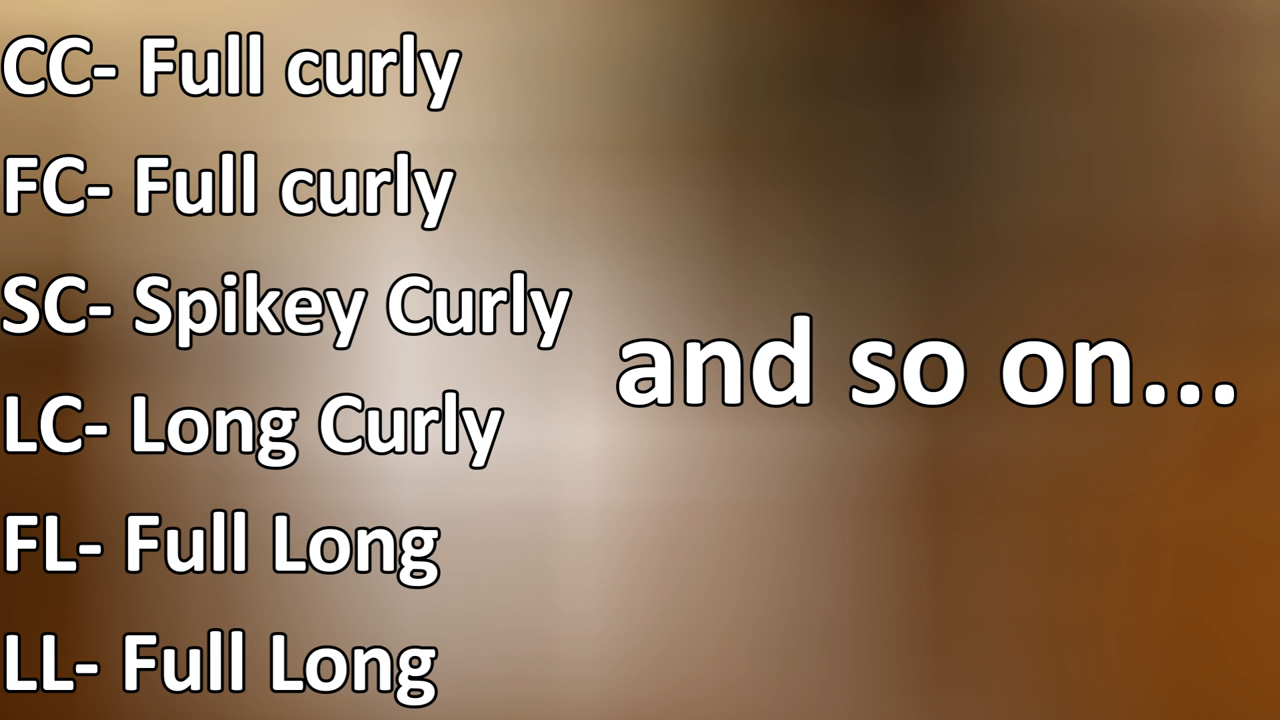 CC- Full curly
FC- Full curly
SC- Spikey Curly
LC- Long Curly
FL- Full Long
LL- Full Long
and so on...